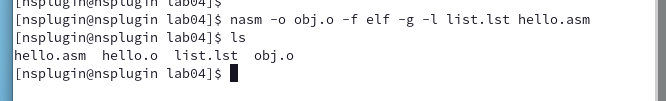 [nsplugin@nsplugin lab04]$
[nsplugin@nsplugin lab04]$ nasm -o obj.o -f elf -g -l list.lst hello.asm
[nsplugin@nsplugin lab04]$ ls
hello.asm  hello.o  list.lst  obj.o
[nsplugin@nsplugin lab04]$